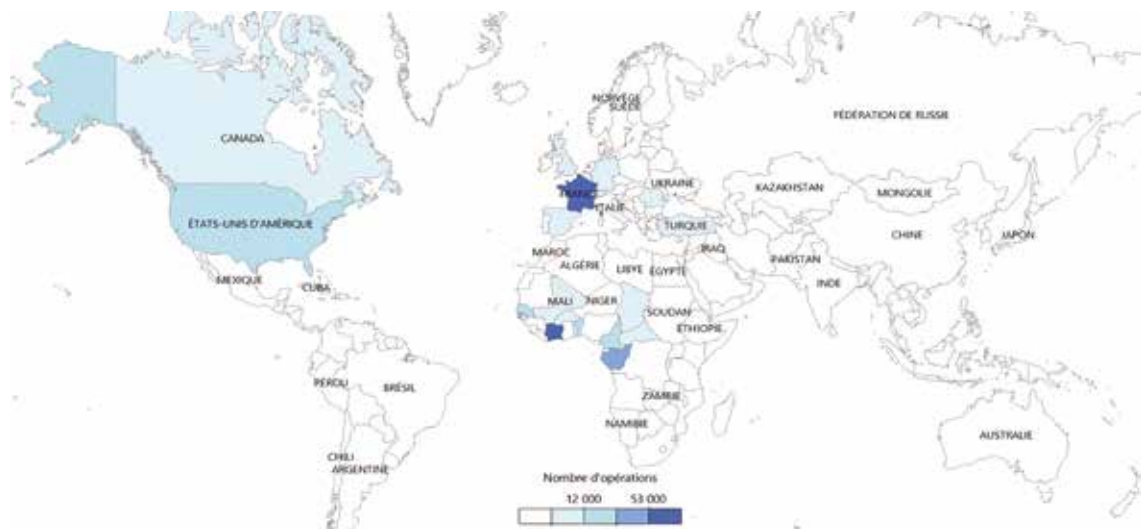 NORVÈGE
SUÈDE
FÉDÉRATION DE RUSSIE
CANADA
UKRAINE
KAZAKHSTAN
MONGOLIE
FRANCE
ITALIE
ÉTATS-UNIS D'AMÉRIQUE
TURQUIE
CHINE
JAPON
MAROC
IRAQ
ALGÉRIE
LIBYE
ÉGYPTE
PAKISTAN
MEXIQUE
CUBA
INDE
MALI
NIGER
SOUDAN
ÉTHIOPIE
PÉROU
BRÉSIL
ZAMBIE
NAMIBIE
AUSTRALIE
CHILI
ARGENTINE
Nombre d'opérations
12 000 53 000